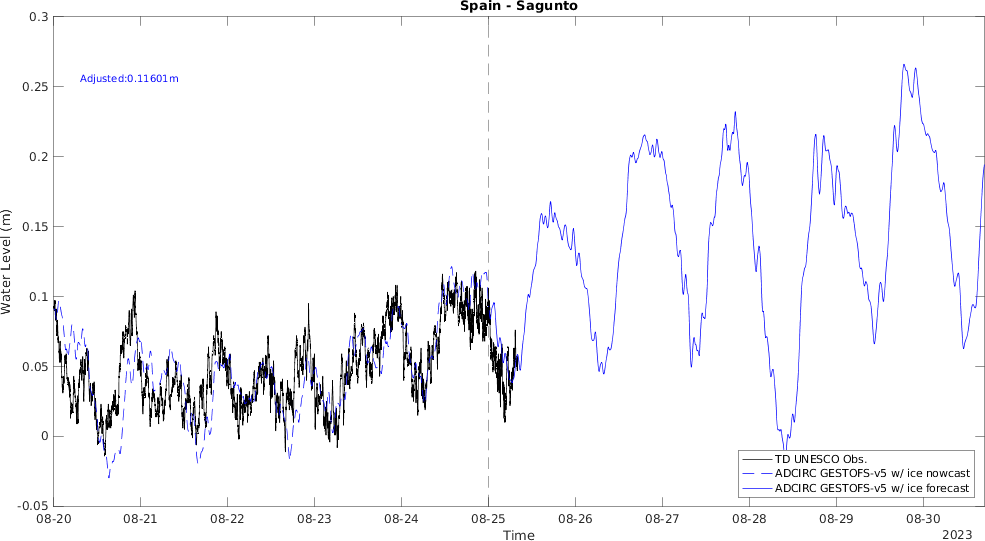 Spain - Sagunto
Adjusted:0.11601m
Water Level (m)
0.3
0.25
0.2
0.15
0.1
0.05
0
-0.05
TD UNESCO Obs.
ADCIRC GESTOFS-v5 w/ ice nowcast
ADCIRC GESTOFS-v5 w/ ice forecast
08-20 08-21 08-22 08-23 08-24 08-25 08-26 08-27 08-28 08-29 08-30
Time
2023